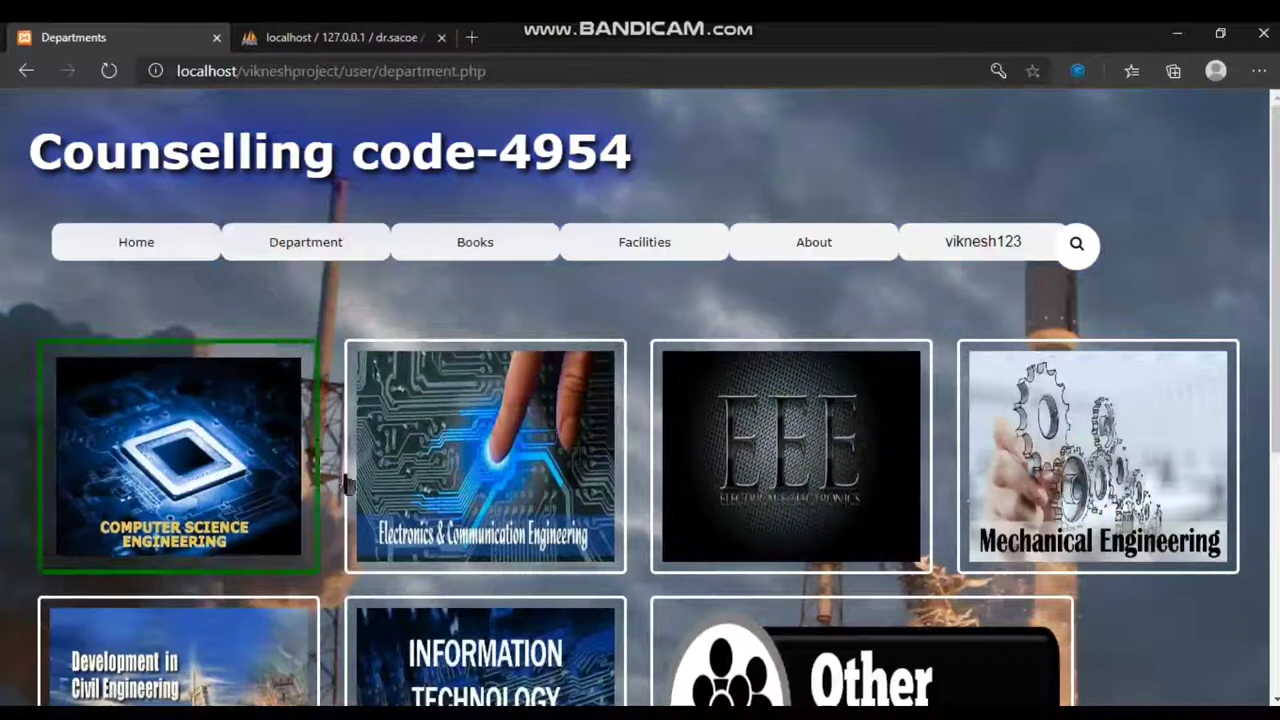 www.BANDICAM.com
Departments
localhost / 127.0.0.1 / dr.sacoe /
localhost/vikneshproject/user/department.php
Counselling code-4954
Home
Department
Books
Facilities
About
viknesh123
COMPUTER SCIENCE
ENGINEERING
Electronics & Communication Engineering
EEE
ELECTRICAL&ELECTRONICS
Mechanical Engineering
Development in
Civil Engineering
INFORMATION
TECHNOLOGY
Other